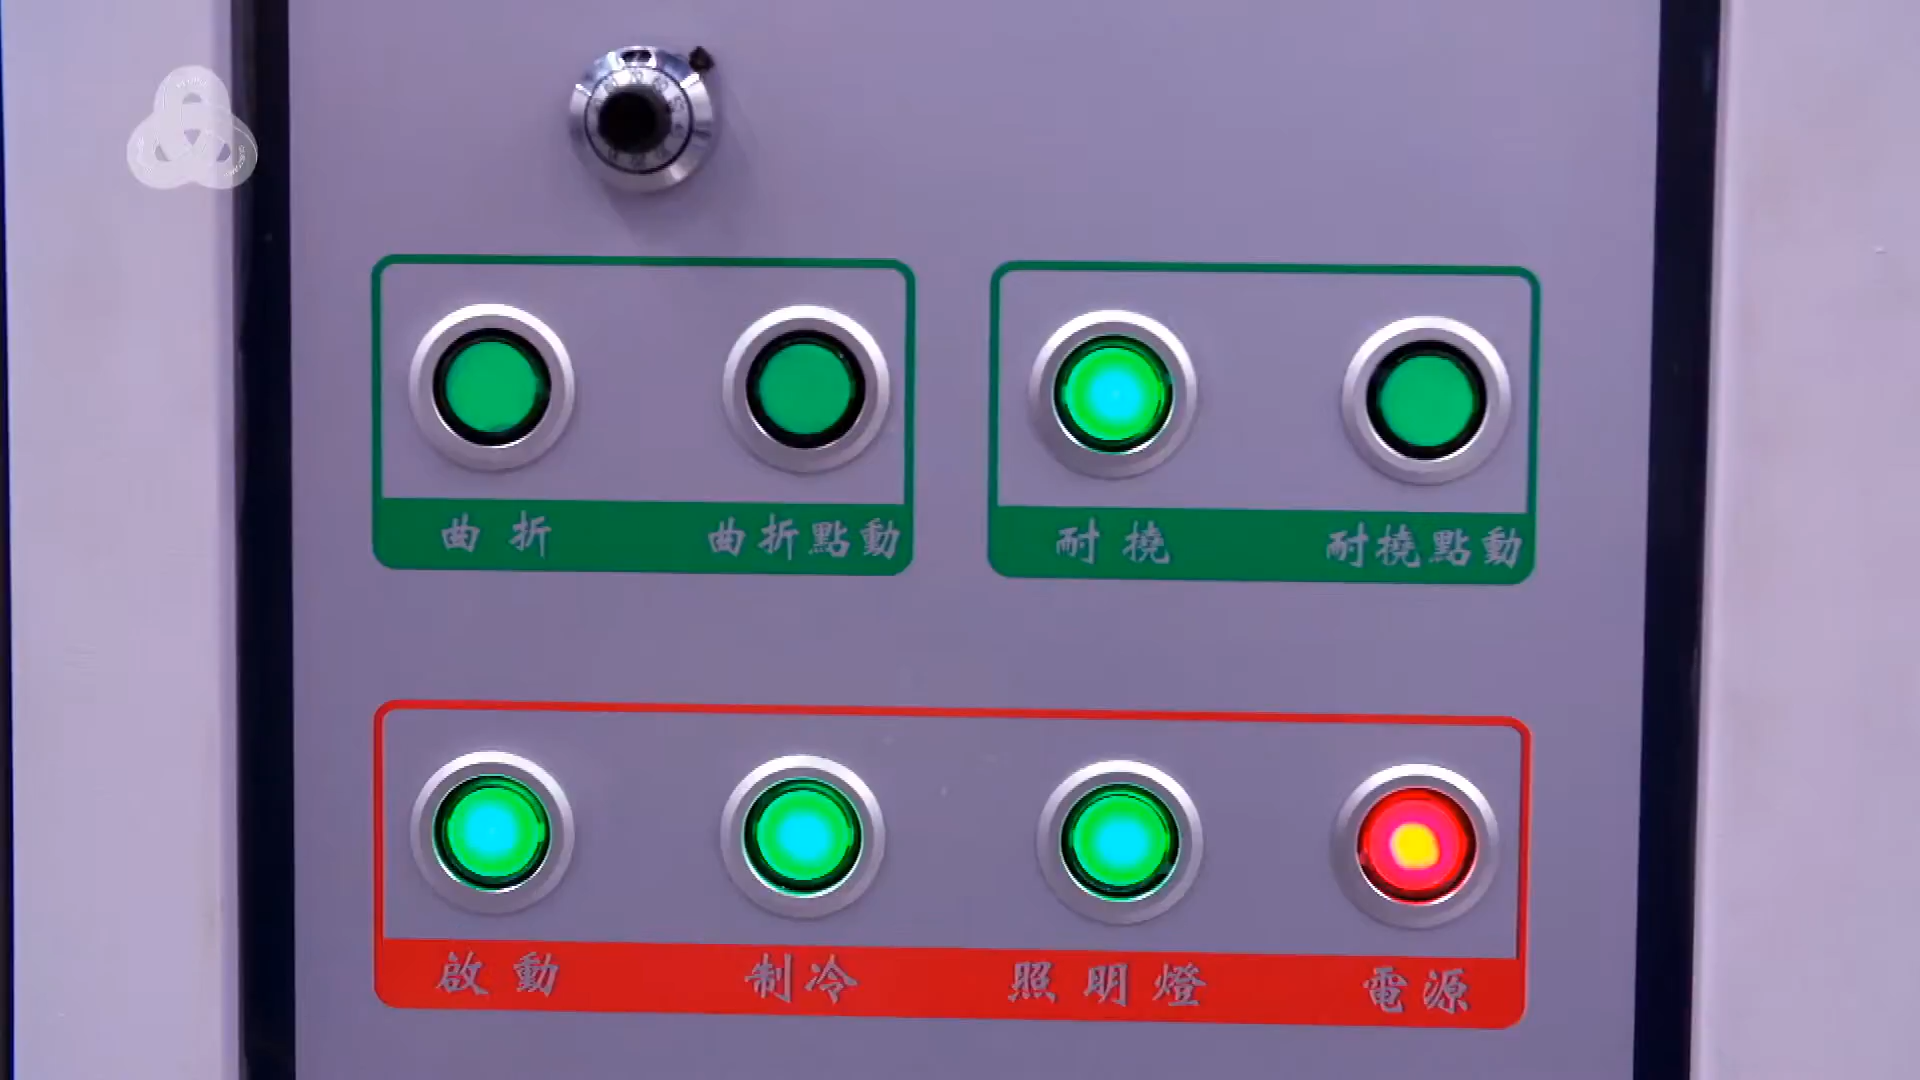 曲折 曲折點動
耐撓 耐撓點動
啟動 制冷 照明燈 電源